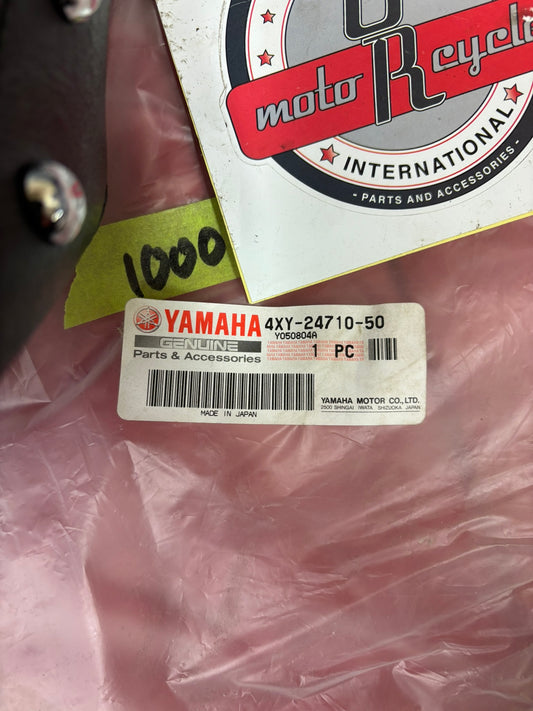 moto R cycle
INTERNATIONAL
- PARTS AND ACCESSORIES -
1000
YAMAHA 4XY-24710-50
Y050804A
GENUINE
Parts & Accessories
1 PC
MADE IN JAPAN
YAMAHA MOTOR CO.,LTD.
2500 SHINGAI IWATA SHIZUOKA JAPAN